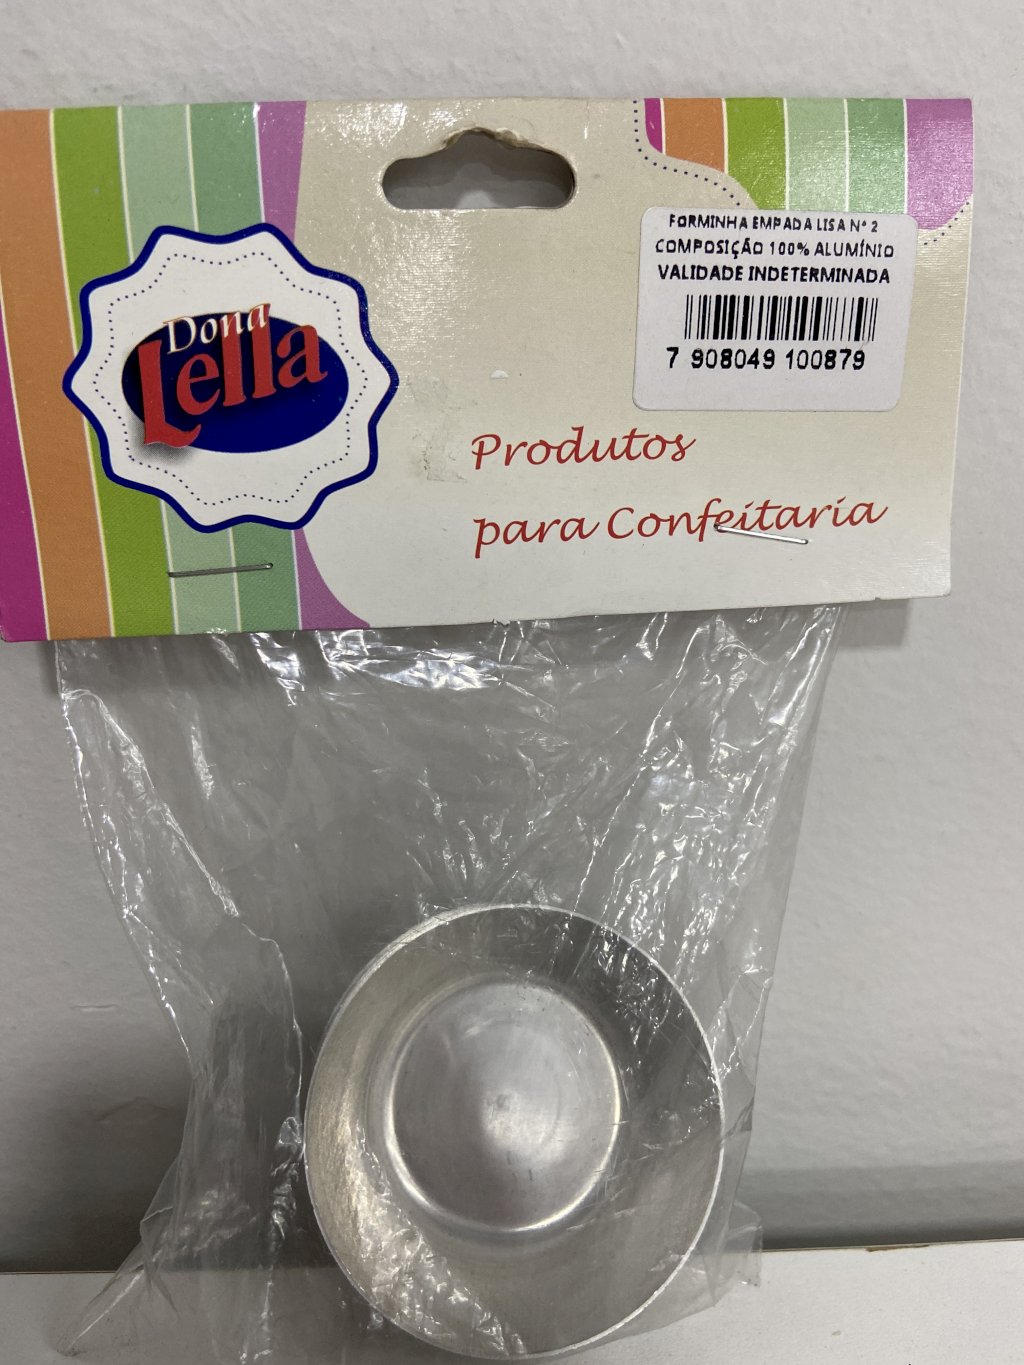 Dona
Lella
FORMINHA EMPADA LISA Nº 2
COMPOSIÇÃO 100% ALUMÍNIO
VALIDADE INDETERMINADA
7 908049 100879
Produtos
para Confeitaria